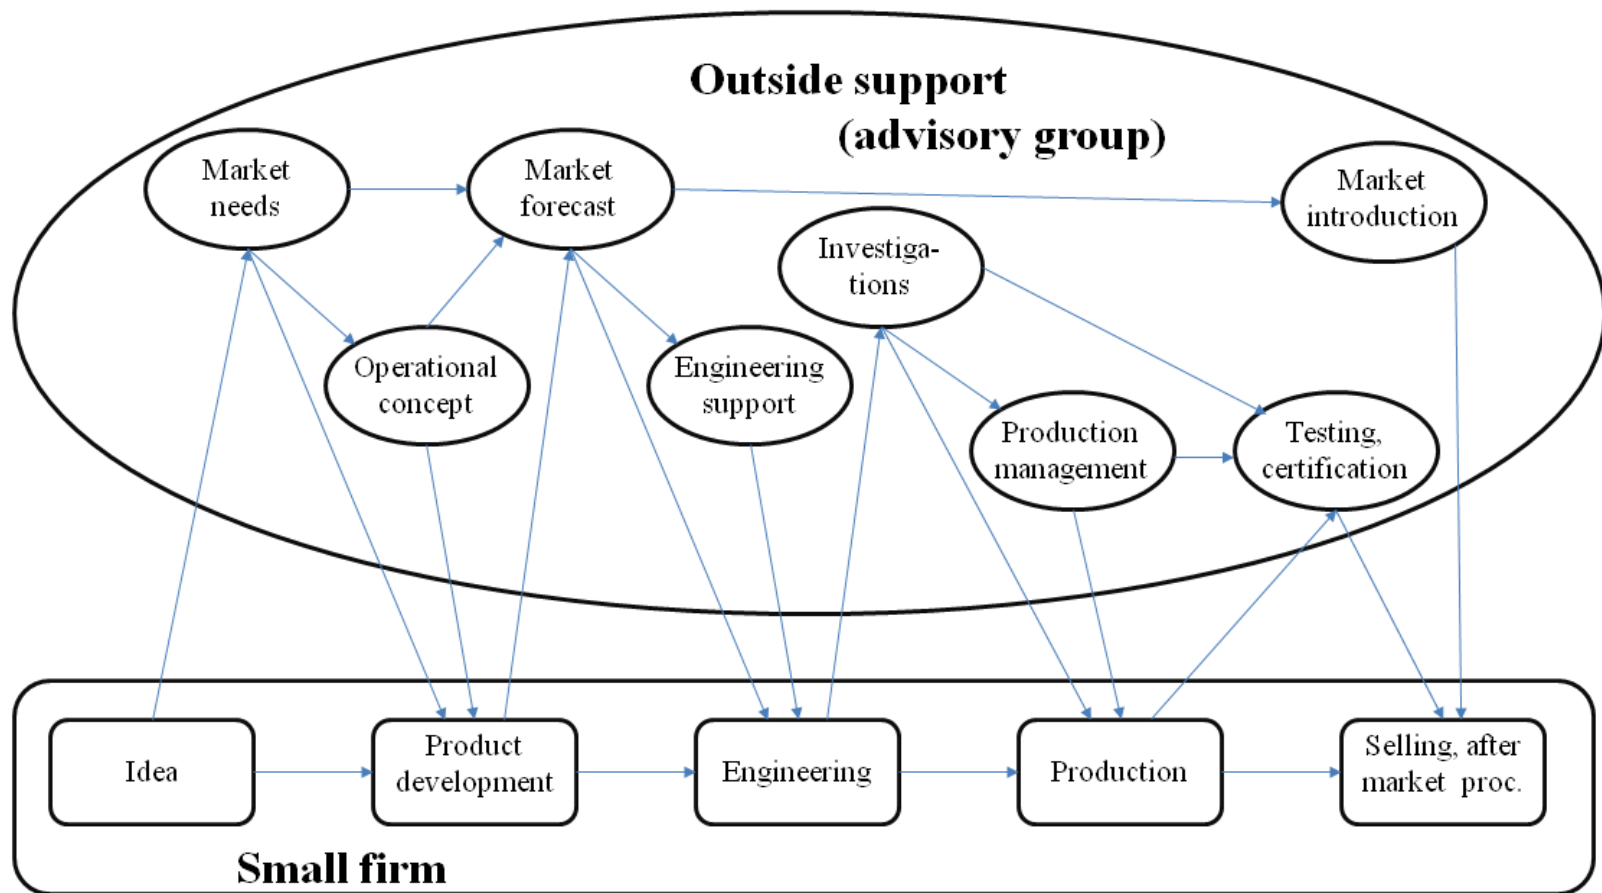 Outside support
(advisory group)
Market
needs
Market
forecast
Market
introduction
Investiga-
tions
Operational
concept
Engineering
support
Production
management
Testing,
certification
Idea
Product
development
Engineering
Production
Selling, after
market proc.
Small firm